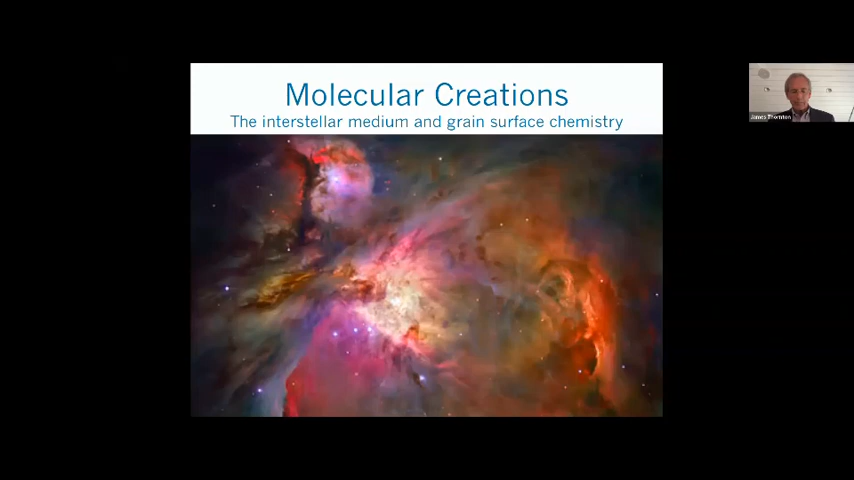 Molecular Creations
The interstellar medium and grain surface chemistry
James Thornton